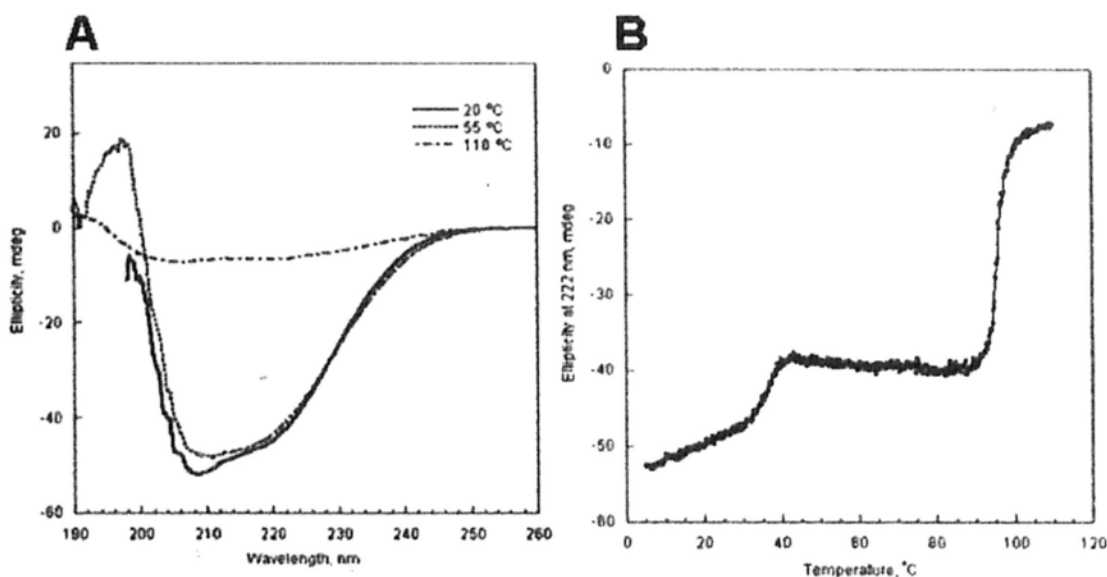 A
B
20
0
-20
-40
-60
Ellipticity, mdeg
20 °C
55 °C
110 °C
190 200 210 220 230 240 250 260
Wavelength, nm
0
-10
-20
-30
-40
-50
-60
Ellipticity at 222 nm, mdeg
0 20 40 60 80 100 120
Temperature, °C